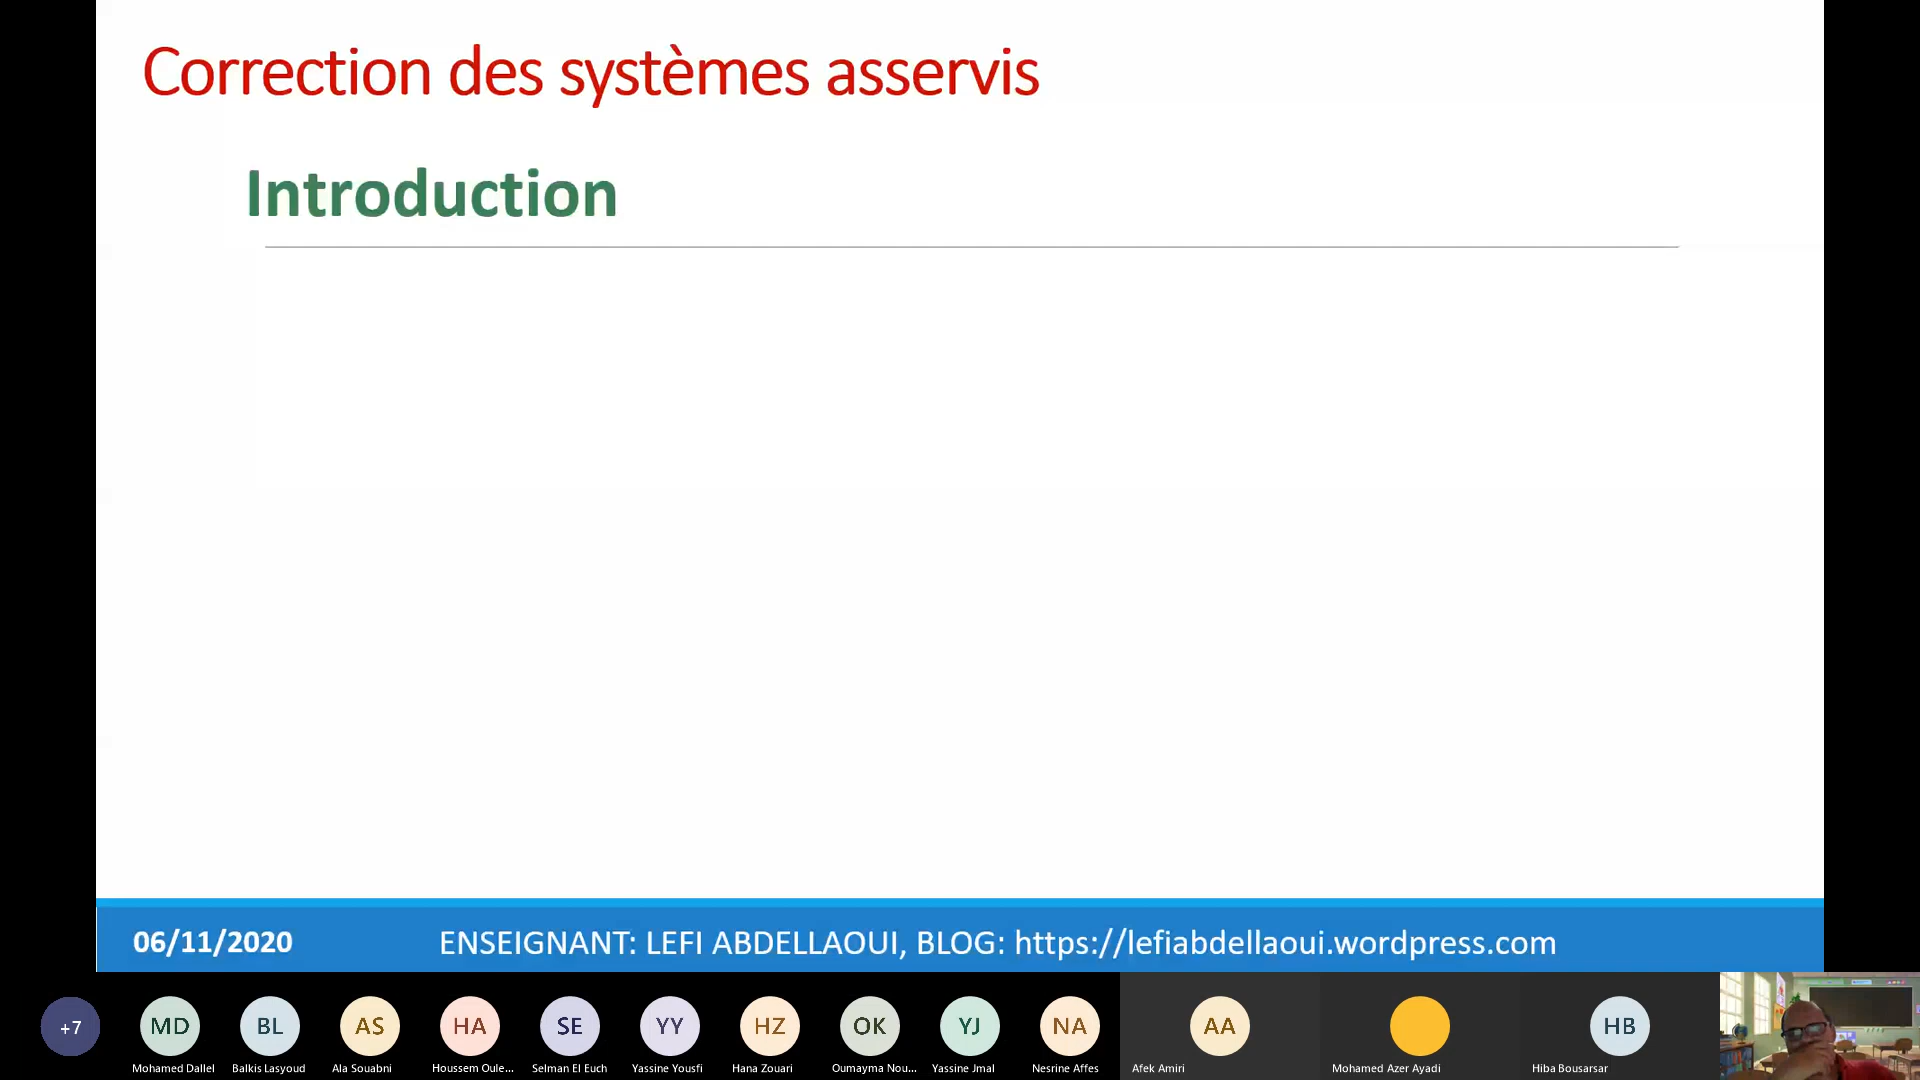 Correction des systèmes asservis
Introduction
06/11/2020 ENSEIGNANT: LEFI ABDELLAOUI, BLOG: https://lefiabdellaoui.wordpress.com
+7 MD BL AS HA SE YY HZ OK YJ NA AA HB
Mohamed Dallel Balkis Lasyoud Ala Souabni Houssem Oule... Selman El Euch Yassine Yousfi Hana Zouari Oumayma Nou... Yassine Jmal Nesrine Affes Afek Amiri Mohamed Azer Ayadi Hiba Bousarsar